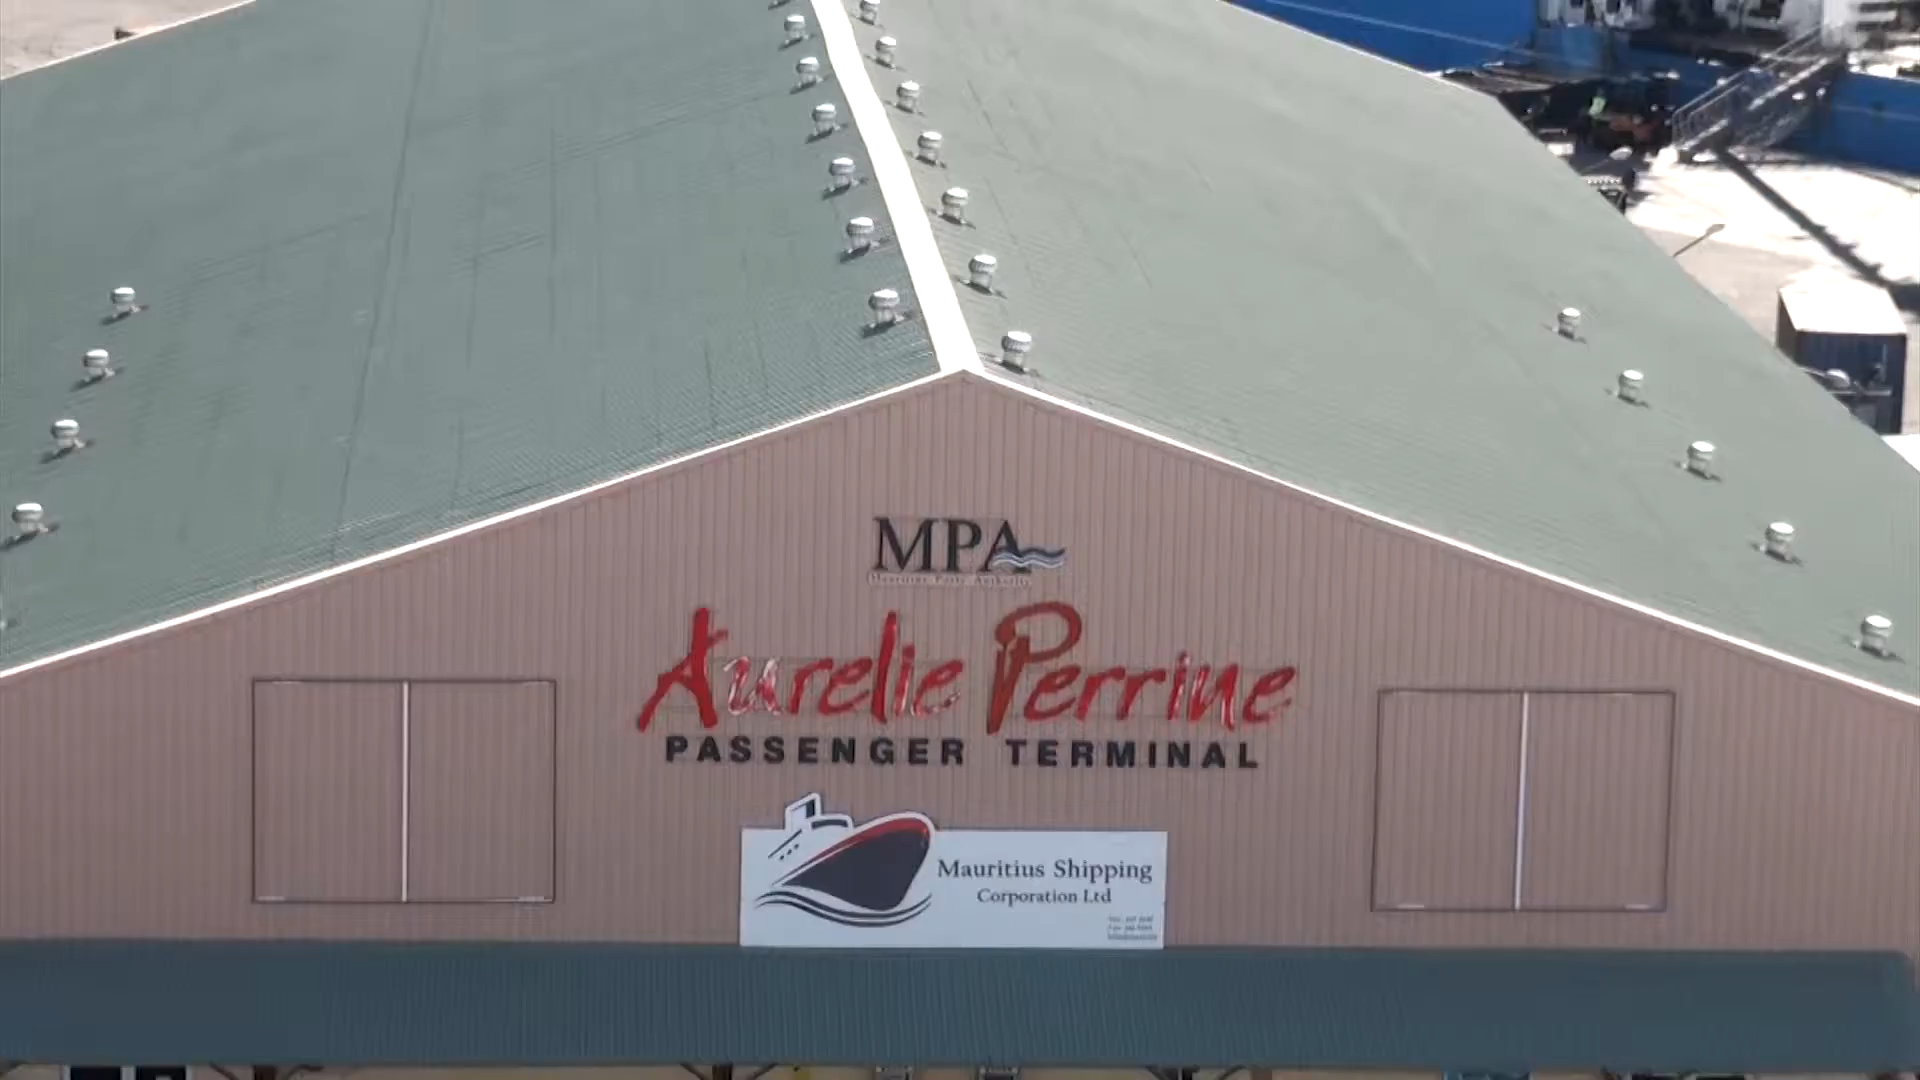 MPA
Aurelie Perrine
PASSENGER TERMINAL
Mauritius Shipping
Corporation Ltd